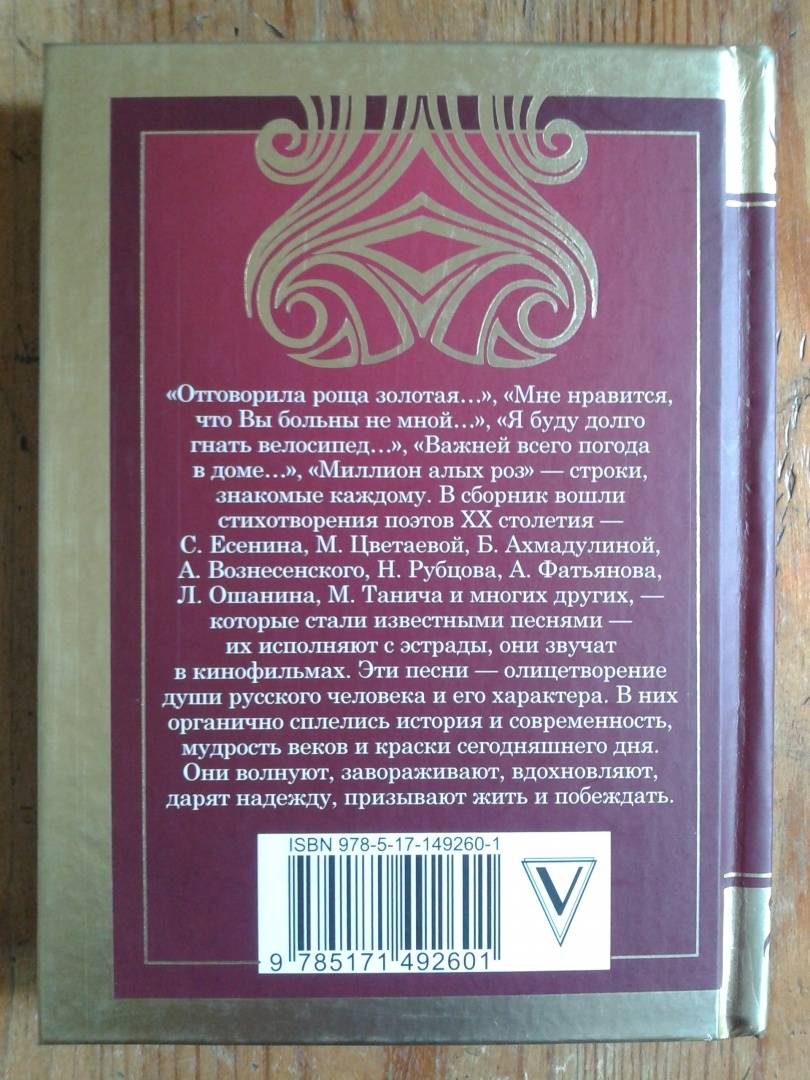 «Отговорила роща золотая...», «Мне нравится,
что Вы больны не мной...», «Я буду долго
гнать велосипед...», «Важней всего погода
в доме...», «Миллион алых роз» — строки,
знакомые каждому. В сборник вошли
стихотворения поэтов XX столетия —
С. Есенина, М. Цветаевой, Б. Ахмадулиной,
А. Вознесенского, Н. Рубцова, А. Фатьянова,
Л. Ошанина, М. Танича и многих других, —
которые стали известными песнями —
их исполняют с эстрады, они звучат
в кинофильмах. Эти песни — олицетворение
души русского человека и его характера. В них
органично сплелись история и современность,
мудрость веков и краски сегодняшнего дня.
Они волнуют, завораживают, вдохновляют,
дарят надежду, призывают жить и побеждать.
ISBN 978-5-17-149260-1
V
9 785171 492601